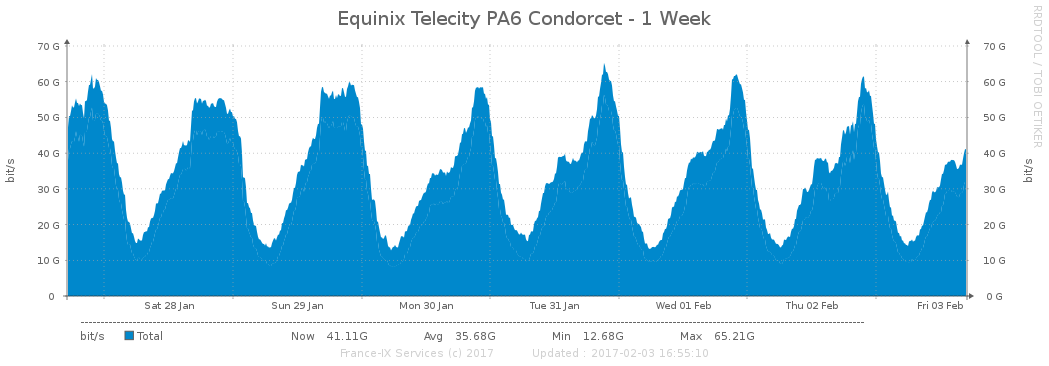 Equinix Telecity PA6 Condorcet - 1 Week
RRDTOOL / TOBI OETIKER
70 G 70 G
60 G 60 G
50 G 50 G
40 G 40 G
30 G 30 G
20 G 20 G
10 G 10 G
0 0 G
bit/s
bit/s
Sat 28 Jan Sun 29 Jan Mon 30 Jan Tue 31 Jan Wed 01 Feb Thu 02 Feb Fri 03 Feb
bit/s Total Now 41.11G Avg 35.68G Min 12.68G Max 65.21G
France-IX Services (c) 2017 Updated : 2017-02-03 16:55:10